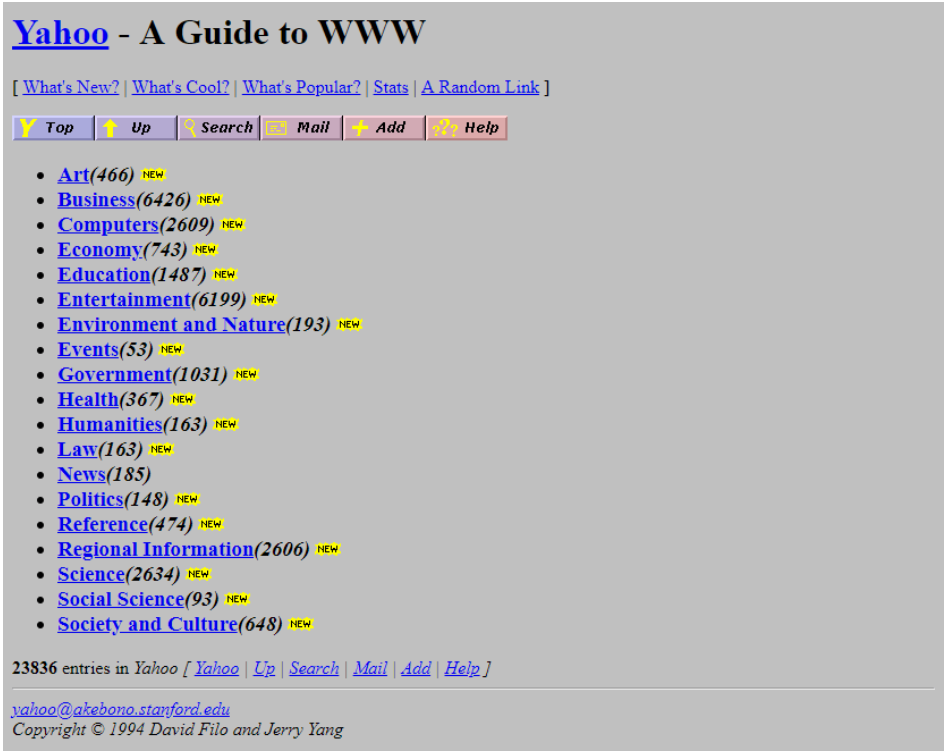 Yahoo - A Guide to WWW
[ What's New? | What's Cool? | What's Popular? | Stats | A Random Link ]
Y Top Up Search Mail Add ??? Help
• Art(466) NEW
• Business(6426) NEW
• Computers(2609) NEW
• Economy(743) NEW
• Education(1487) NEW
• Entertainment(6199) NEW
• Environment and Nature(193) NEW
• Events(53) NEW
• Government(1031) NEW
• Health(367) NEW
• Humanities(163) NEW
• Law(163) NEW
• News(185)
• Politics(148) NEW
• Reference(474) NEW
• Regional Information(2606) NEW
• Science(2634) NEW
• Social Science(93) NEW
• Society and Culture(648) NEW
23836 entries in Yahoo [ Yahoo | Up | Search | Mail | Add | Help ]
yahoo@akebono.stanford.edu
Copyright © 1994 David Filo and Jerry Yang